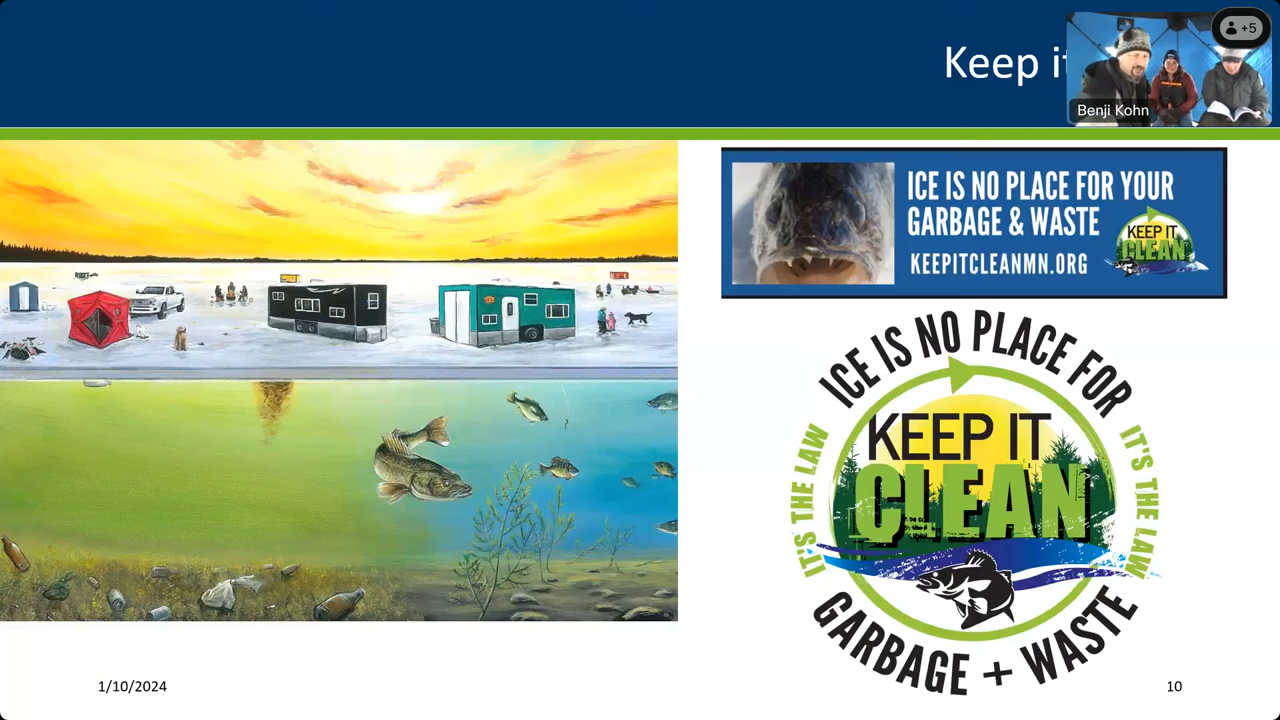 Keep it
+5
Benji Kohn
ICE IS NO PLACE FOR YOUR
GARBAGE & WASTE
KEEPITCLEANMN.ORG
KEEP IT
CLEAN
ICE IS NO PLACE FOR
IT'S THE LAW
KEEP IT
CLEAN
IT'S THE LAW
GARBAGE + WASTE
1/10/2024
10